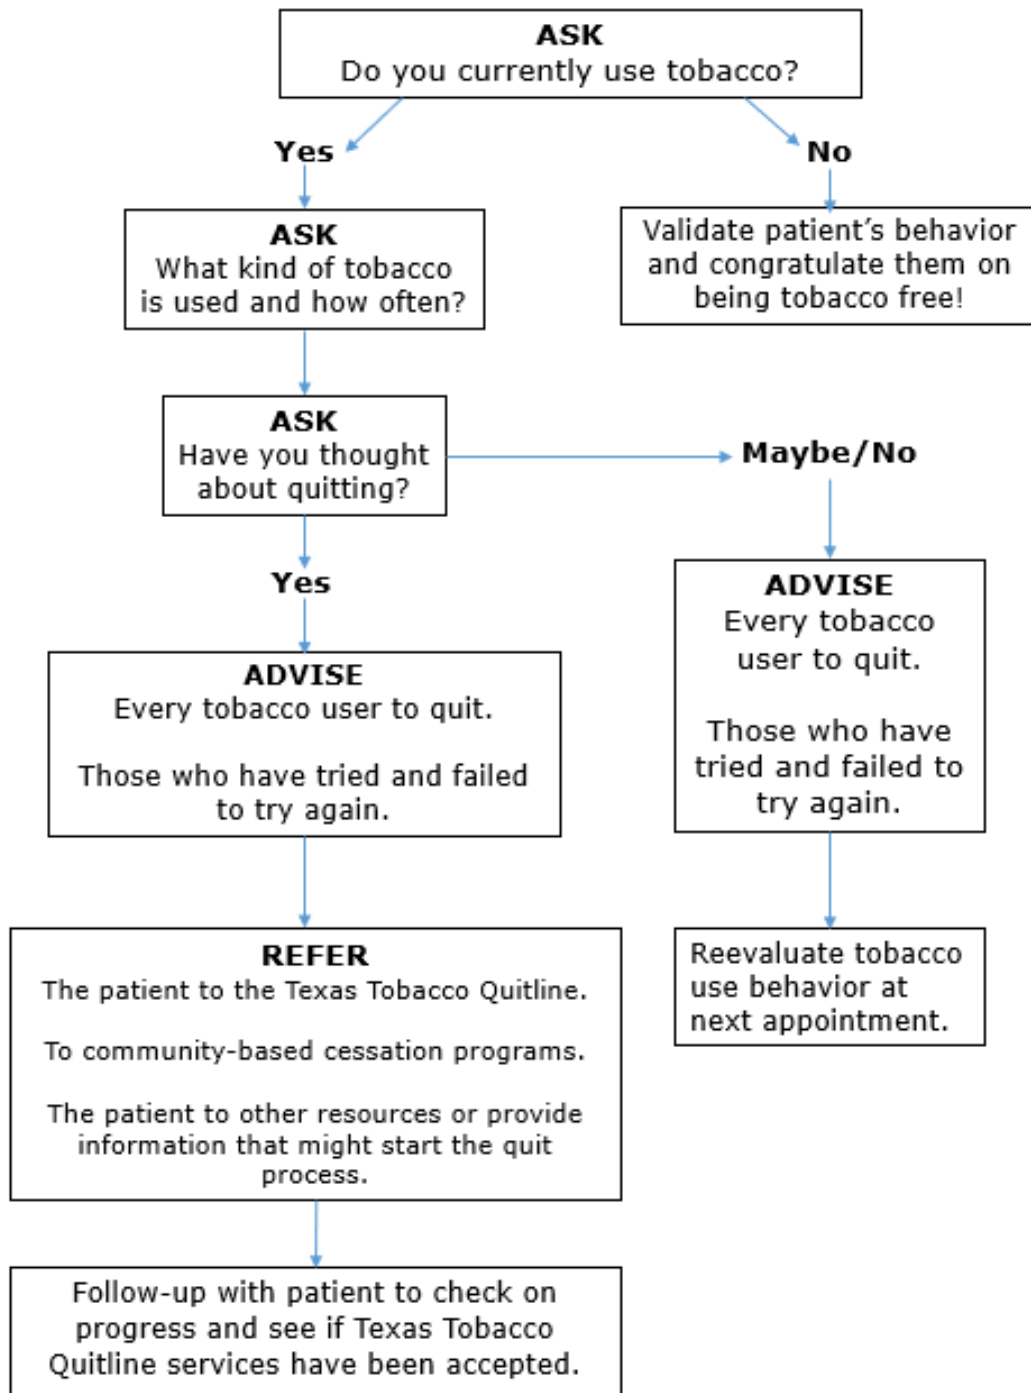 ASK
Do you currently use tobacco?
Yes
No
ASK
What kind of tobacco
is used and how often?
Validate patient's behavior
and congratulate them on
being tobacco free!
ASK
Have you thought
about quitting?
Maybe/No
Yes
ADVISE
Every tobacco user to quit.
Those who have tried and failed
to try again.
ADVISE
Every tobacco
user to quit.
Those who have
tried and failed to
try again.
REFER
The patient to the Texas Tobacco Quitline.
To community-based cessation programs.
The patient to other resources or provide
information that might start the quit
process.
Reevaluate tobacco
use behavior at
next appointment.
Follow-up with patient to check on
progress and see if Texas Tobacco
Quitline services have been accepted.